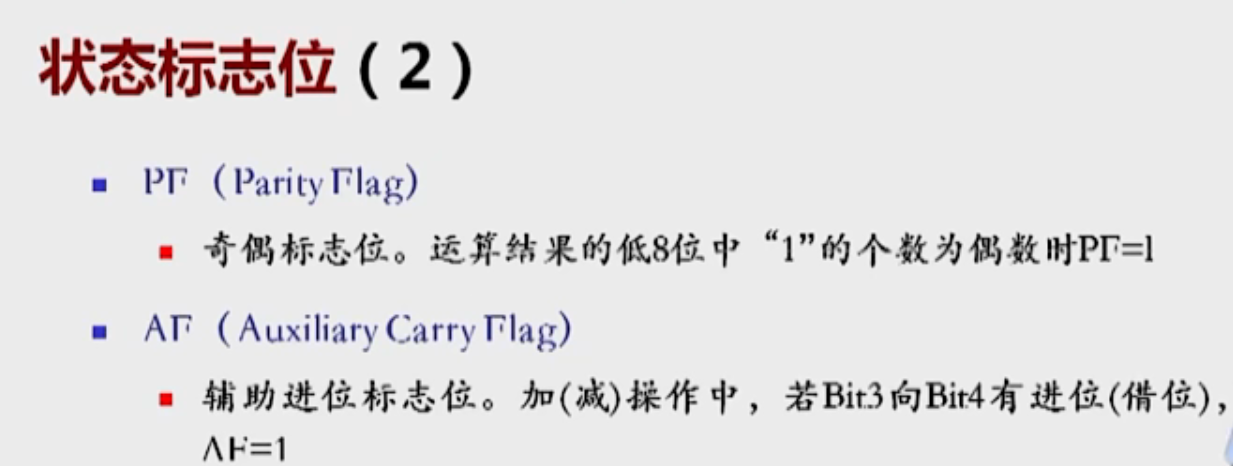 状态标志位（2）
PF（Parity Flag）
奇偶标志位。运算结果的低8位中“1”的个数为偶数时PF=1
AF（Auxiliary Carry Flag）
辅助进位标志位。加(减)操作中，若Bit3向Bit4有进位(借位)，
AF=1